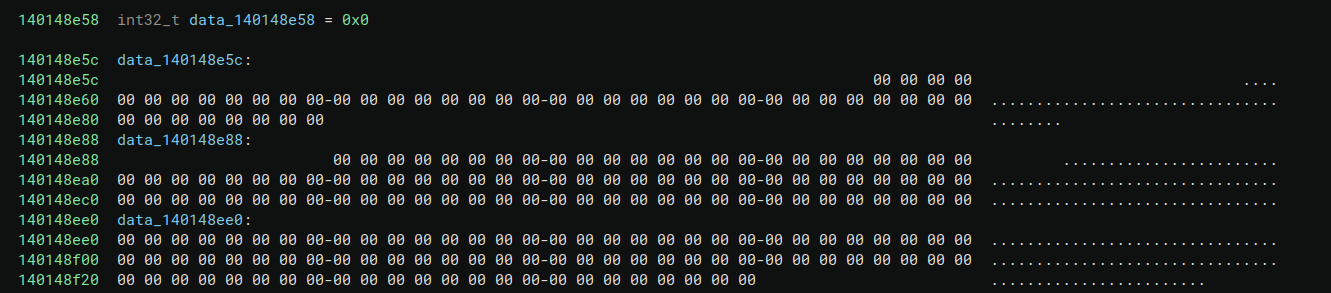 140148e58  int32_t data_140148e58 = 0x0
140148e5c  data_140148e5c:
140148e5c  00 00 00 00  ....
140148e60  00 00 00 00 00 00 00 00-00 00 00 00 00 00 00 00-00 00 00 00 00 00 00 00-00 00 00 00 00 00 00 00  ................................
140148e80  00 00 00 00 00 00 00 00  ........
140148e88  data_140148e88:
140148e88  00 00 00 00 00 00 00 00-00 00 00 00 00 00 00 00-00 00 00 00 00 00 00 00  ........................
140148ea0  00 00 00 00 00 00 00 00-00 00 00 00 00 00 00 00-00 00 00 00 00 00 00 00-00 00 00 00 00 00 00 00  ................................
140148ec0  00 00 00 00 00 00 00 00-00 00 00 00 00 00 00 00-00 00 00 00 00 00 00 00-00 00 00 00 00 00 00 00  ................................
140148ee0  data_140148ee0:
140148ee0  00 00 00 00 00 00 00 00-00 00 00 00 00 00 00 00-00 00 00 00 00 00 00 00-00 00 00 00 00 00 00 00  ................................
140148f00  00 00 00 00 00 00 00 00-00 00 00 00 00 00 00 00-00 00 00 00 00 00 00 00-00 00 00 00 00 00 00 00  ................................
140148f20  00 00 00 00 00 00 00 00-00 00 00 00 00 00 00 00-00 00 00 00 00 00 00 00  ........................